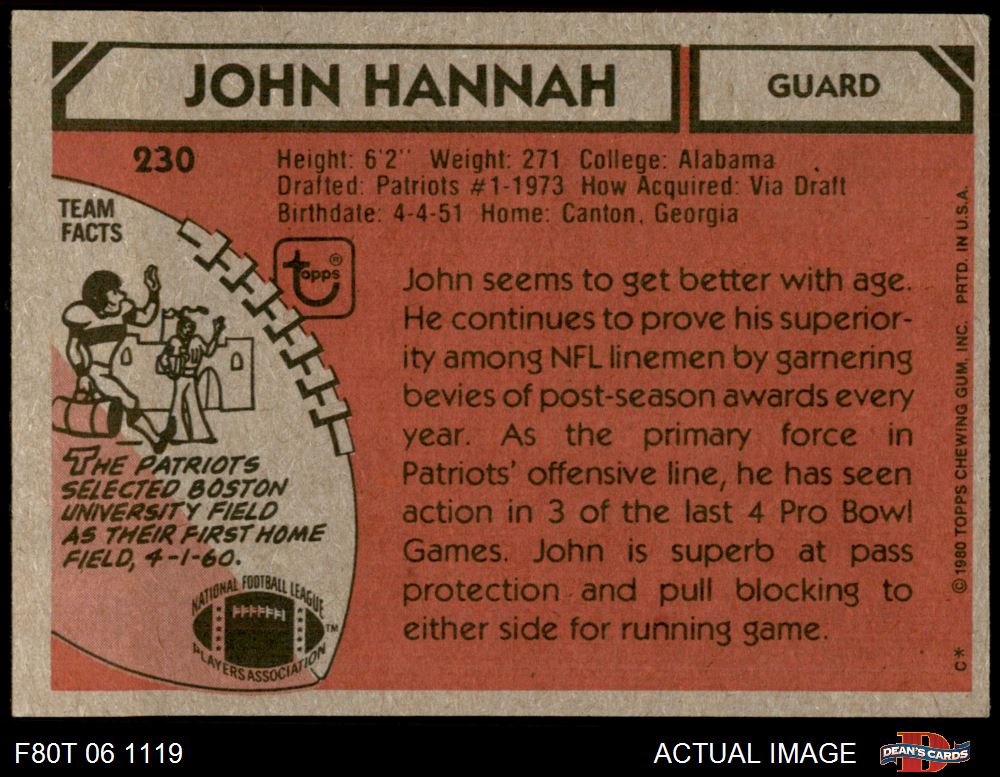 JOHN HANNAH
GUARD
230
Height: 6'2" Weight: 271 College: Alabama
Drafted: Patriots #1-1973 How Acquired: Via Draft
Birthdate: 4-4-51 Home: Canton, Georgia
TEAM
FACTS
topps®
John seems to get better with age.
He continues to prove his superior-
ity among NFL linemen by garnering
bevies of post-season awards every
year. As the primary force in
Patriots' offensive line, he has seen
action in 3 of the last 4 Pro Bowl
Games. John is superb at pass
protection and pull blocking to
either side for running game.
THE PATRIOTS
SELECTED BOSTON
UNIVERSITY FIELD
AS THEIR FIRST HOME
FIELD, 4-1-60.
NATIONAL FOOTBALL LEAGUE
PLAYERS ASSOCIATION
TM
C* ©1980 TOPPS CHEWING GUM, INC. PRTD. IN U.S.A.
F80T 06 1119
ACTUAL IMAGE
DEAN'S CARDS